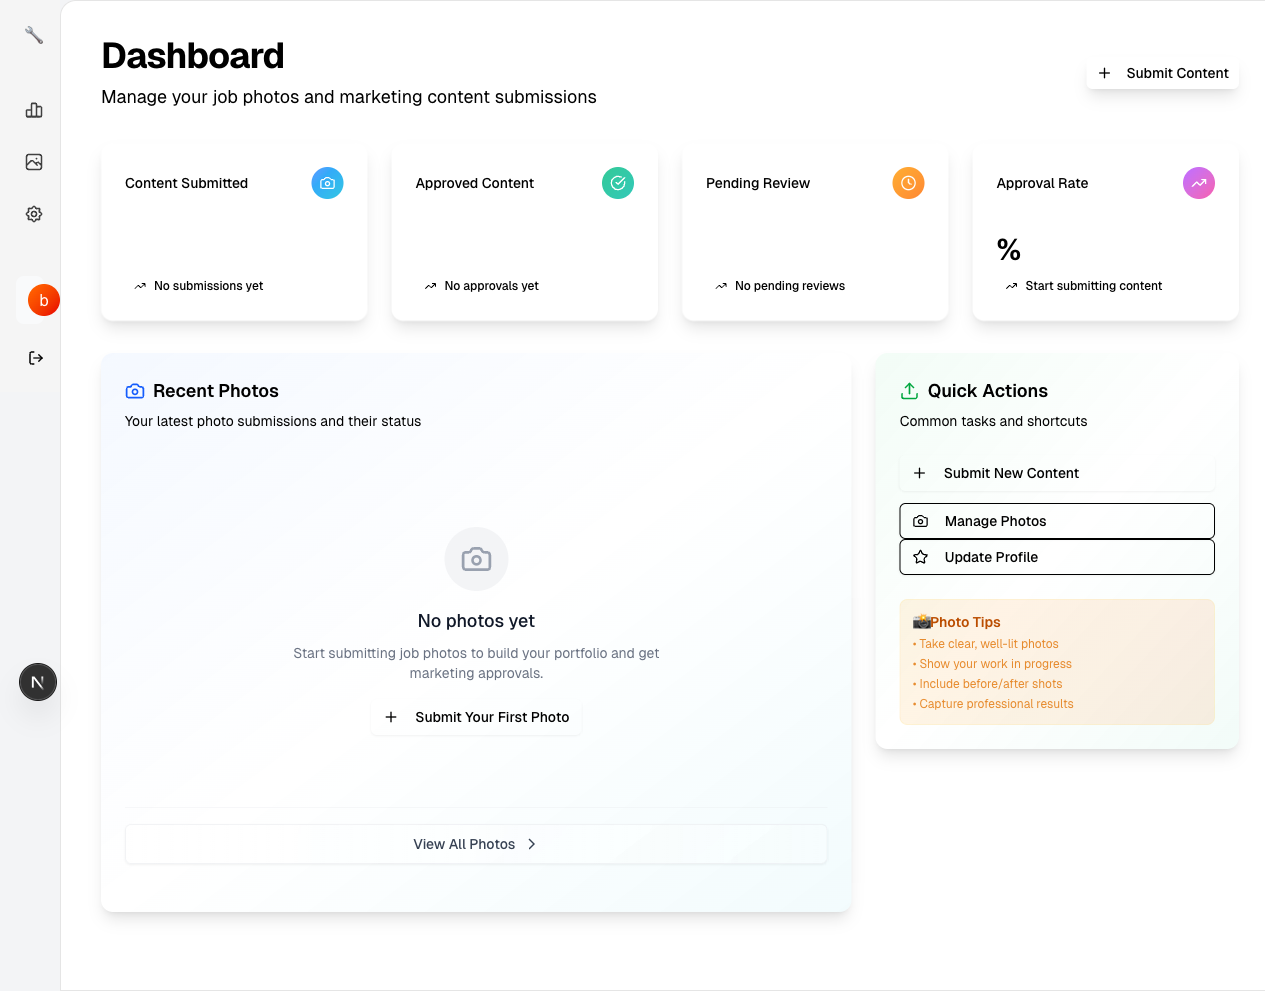 Dashboard
Manage your job photos and marketing content submissions
Submit Content
Content Submitted
No submissions yet
Approved Content
No approvals yet
Pending Review
No pending reviews
Approval Rate
%
Start submitting content
b
N
Recent Photos
Your latest photo submissions and their status
No photos yet
Start submitting job photos to build your portfolio and get
marketing approvals.
Submit Your First Photo
View All Photos
Quick Actions
Common tasks and shortcuts
Submit New Content
Manage Photos
Update Profile
📸Photo Tips
• Take clear, well-lit photos
• Show your work in progress
• Include before/after shots
• Capture professional results